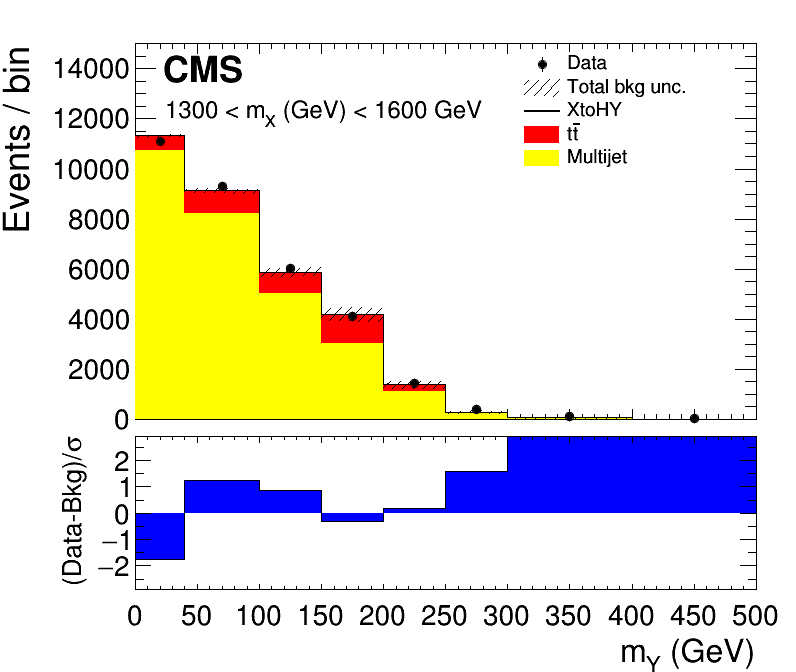 Events / bin
14000
12000
10000
8000
6000
4000
2000
0
CMS
1300 < m_X (GeV) < 1600 GeV
Data
Total bkg unc.
XtoHY
tt̄
Multijet
(Data-Bkg)/σ
2
1
0
−1
−2
0 50 100 150 200 250 300 350 400 450 500
m_Y (GeV)